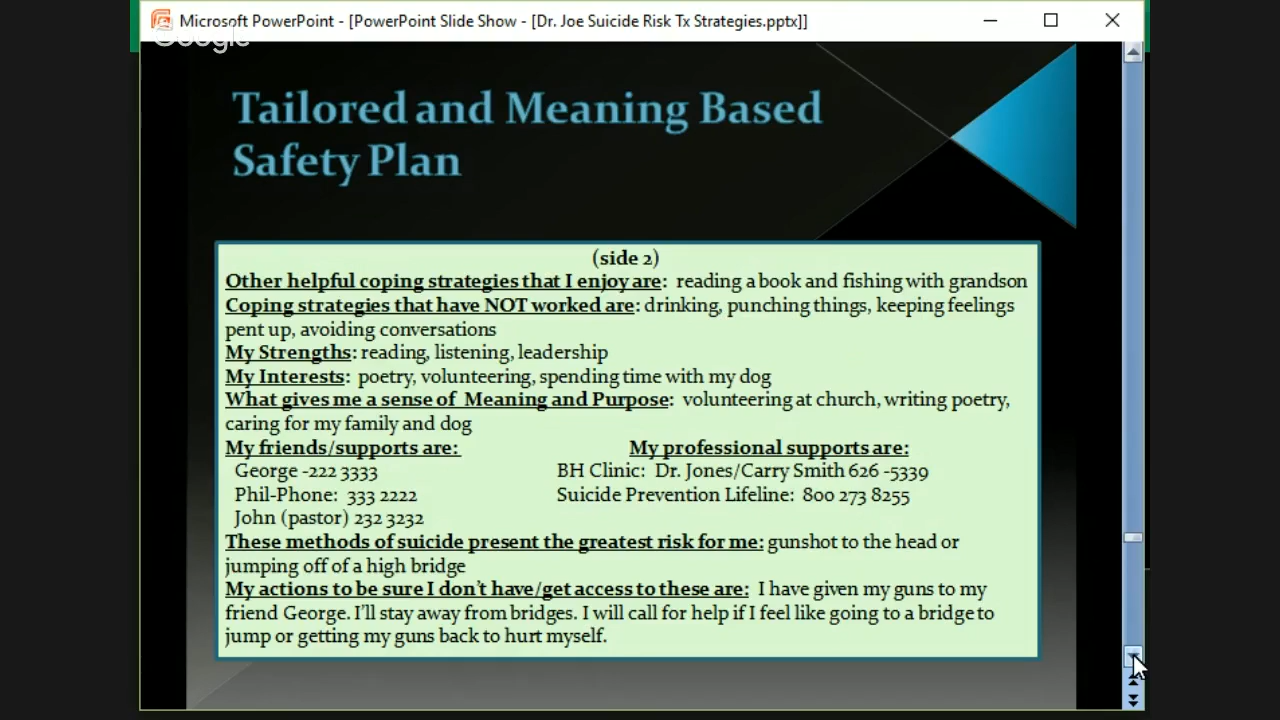 Microsoft PowerPoint - [PowerPoint Slide Show - [Dr. Joe Suicide Risk Tx Strategies.pptx]]
Google
Tailored and Meaning Based
Safety Plan
(side 2)
Other helpful coping strategies that I enjoy are: reading a book and fishing with grandson
Coping strategies that have NOT worked are: drinking, punching things, keeping feelings
pent up, avoiding conversations
My Strengths: reading, listening, leadership
My Interests: poetry, volunteering, spending time with my dog
What gives me a sense of Meaning and Purpose: volunteering at church, writing poetry,
caring for my family and dog
My friends/supports are: My professional supports are:
George -222 3333 BH Clinic: Dr. Jones/Carry Smith 626 -5339
Phil-Phone: 333 2222 Suicide Prevention Lifeline: 800 273 8255
John (pastor) 232 3232
These methods of suicide present the greatest risk for me: gunshot to the head or
jumping off of a high bridge
My actions to be sure I don't have/get access to these are: I have given my guns to my
friend George. I'll stay away from bridges. I will call for help if I feel like going to a bridge to
jump or getting my guns back to hurt myself.